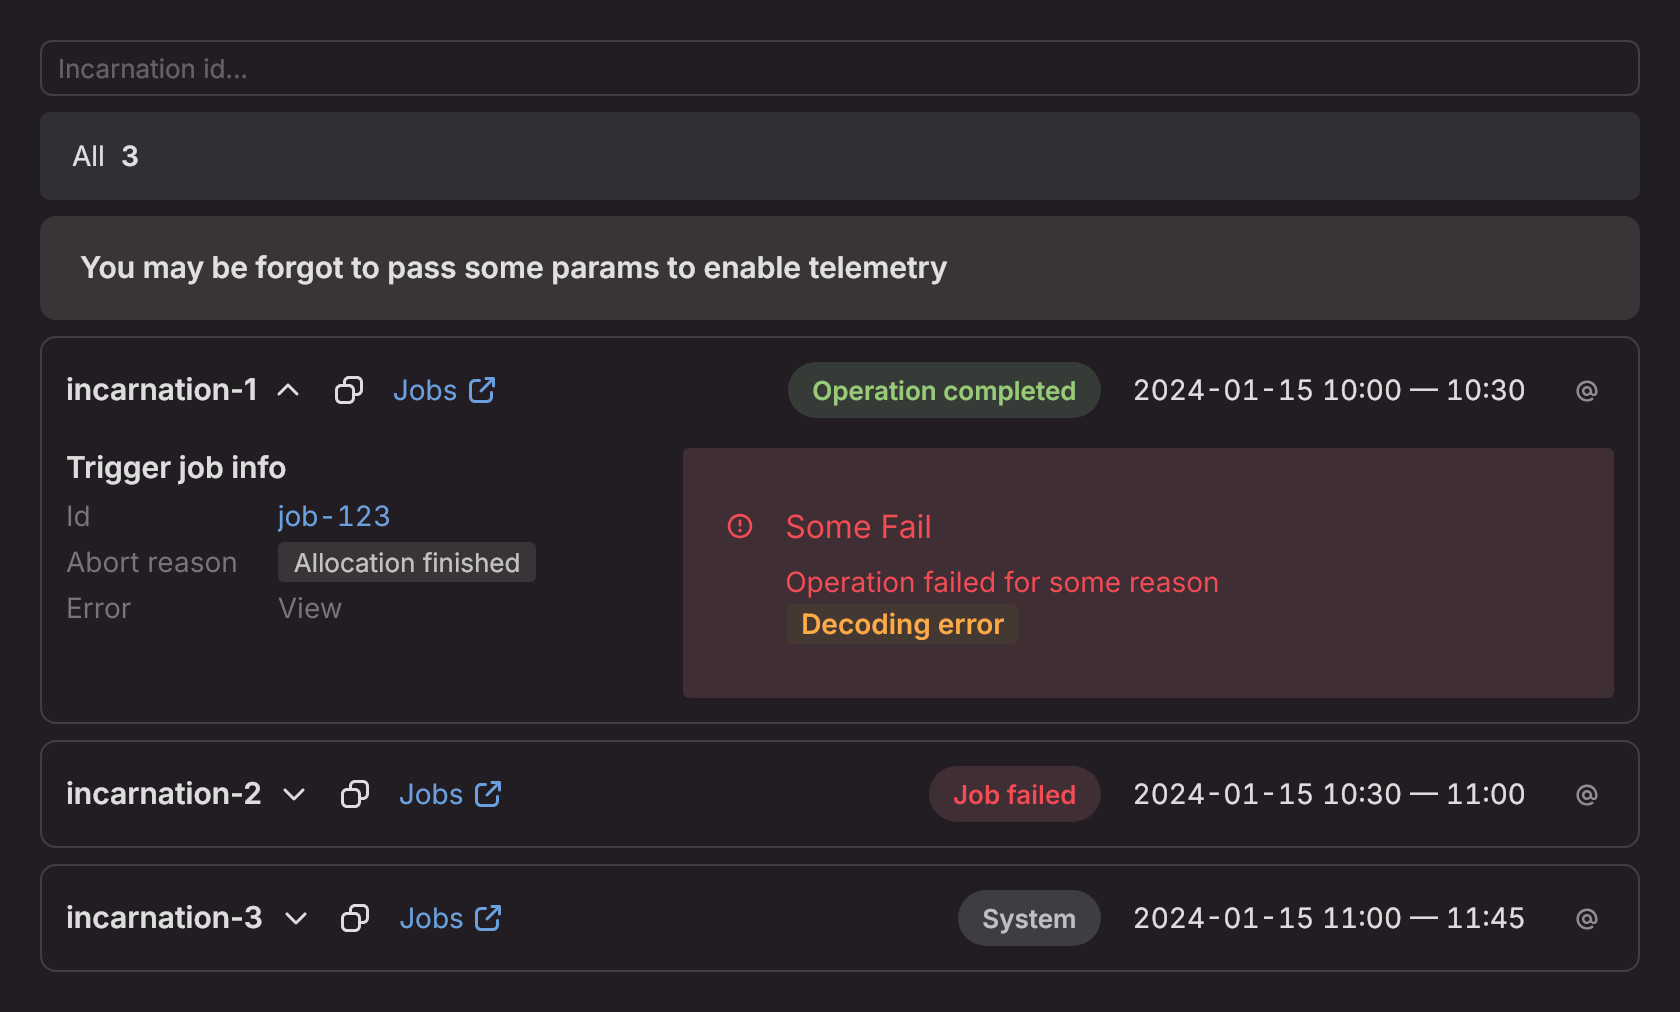 Incarnation id...
All 3
You may be forgot to pass some params to enable telemetry
incarnation-1 Jobs Operation completed 2024-01-15 10:00 — 10:30 @
Trigger job info
Id job-123
Abort reason Allocation finished
Error View
Some Fail
Operation failed for some reason
Decoding error
incarnation-2 Jobs Job failed 2024-01-15 10:30 — 11:00 @
incarnation-3 Jobs System 2024-01-15 11:00 — 11:45 @